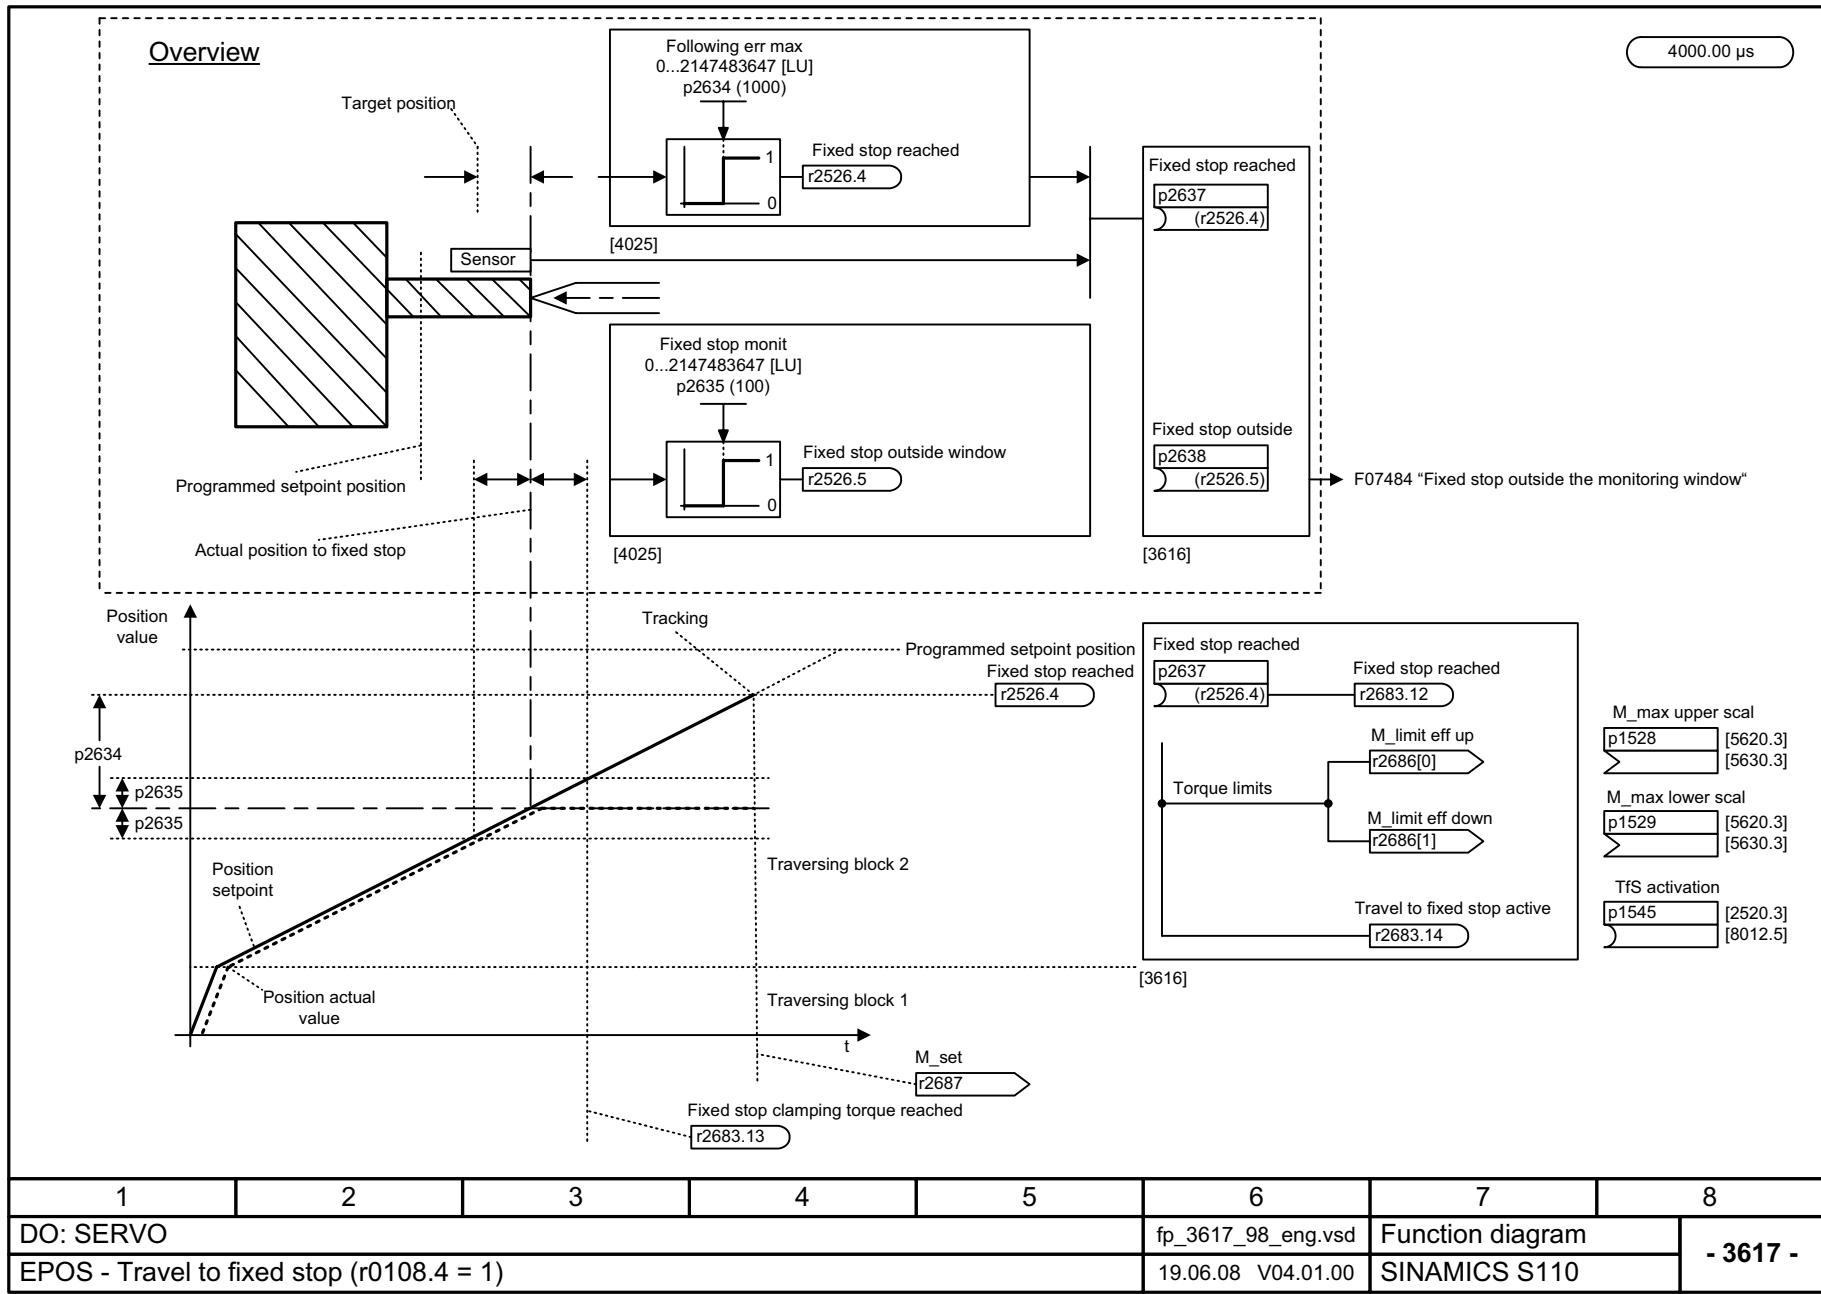 Overview
4000.00 µs
Target position
Following err max
0...2147483647 [LU]
p2634 (1000)
1
0
Fixed stop reached
r2526.4
[4025]
Sensor
Fixed stop reached
p2637
(r2526.4)
Fixed stop monit
0...2147483647 [LU]
p2635 (100)
1
0
Fixed stop outside window
r2526.5
[4025]
Fixed stop outside
p2638
(r2526.5)
F07484 “Fixed stop outside the monitoring window“
[3616]
Programmed setpoint position
Actual position to fixed stop
Position
value
Tracking
Programmed setpoint position
Fixed stop reached
r2526.4
p2634
p2635
p2635
Position
setpoint
Traversing block 2
Position actual
value
Traversing block 1
t
M_set
r2687
Fixed stop clamping torque reached
r2683.13
Fixed stop reached
p2637
(r2526.4)
Fixed stop reached
r2683.12
M_limit eff up
r2686[0]
Torque limits
M_limit eff down
r2686[1]
Travel to fixed stop active
r2683.14
[3616]
M_max upper scal
p1528
[5620.3]
[5630.3]
M_max lower scal
p1529
[5620.3]
[5630.3]
TfS activation
p1545
[2520.3]
[8012.5]
1 2 3 4 5 6 7 8
DO: SERVO
fp_3617_98_eng.vsd
Function diagram
- 3617 -
EPOS - Travel to fixed stop (r0108.4 = 1)
19.06.08 V04.01.00
SINAMICS S110